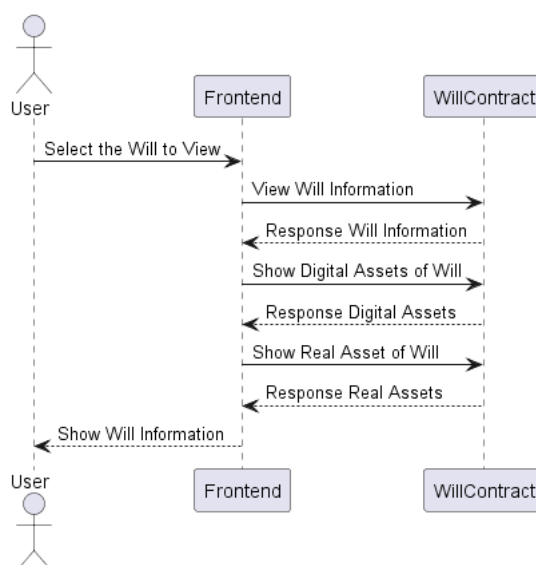 User
Frontend
WillContract
Select the Will to View
View Will Information
Response Will Information
Show Digital Assets of Will
Response Digital Assets
Show Real Asset of Will
Response Real Assets
Show Will Information
User
Frontend
WillContract